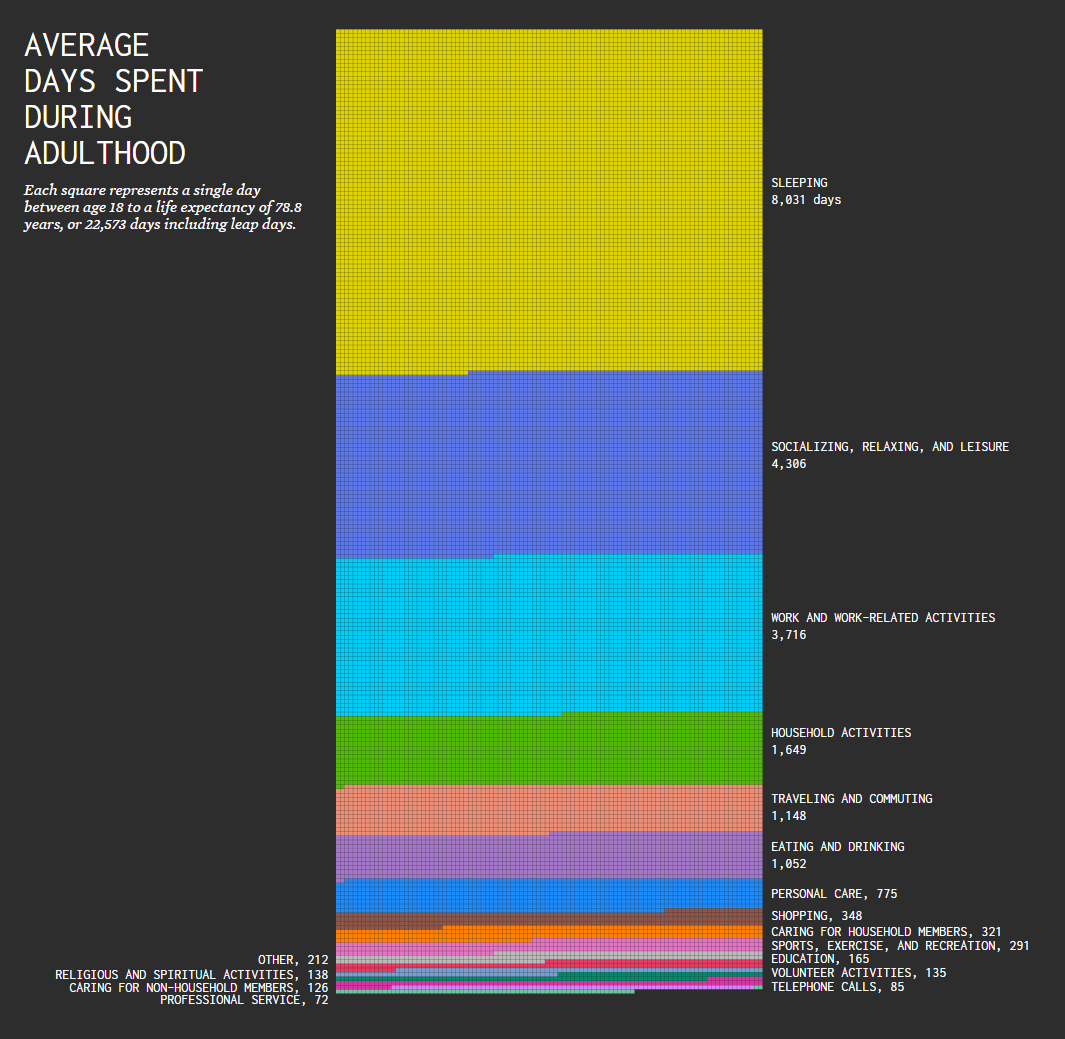 AVERAGE
DAYS SPENT
DURING
ADULTHOOD
Each square represents a single day
between age 18 to a life expectancy of 78.8
years, or 22,573 days including leap days.
SLEEPING
8,031 days
SOCIALIZING, RELAXING, AND LEISURE
4,306
WORK AND WORK-RELATED ACTIVITIES
3,716
HOUSEHOLD ACTIVITIES
1,649
TRAVELING AND COMMUTING
1,148
EATING AND DRINKING
1,052
PERSONAL CARE, 775
SHOPPING, 348
CARING FOR HOUSEHOLD MEMBERS, 321
SPORTS, EXERCISE, AND RECREATION, 291
OTHER, 212
EDUCATION, 165
RELIGIOUS AND SPIRITUAL ACTIVITIES, 138
VOLUNTEER ACTIVITIES, 135
CARING FOR NON-HOUSEHOLD MEMBERS, 126
TELEPHONE CALLS, 85
PROFESSIONAL SERVICE, 72